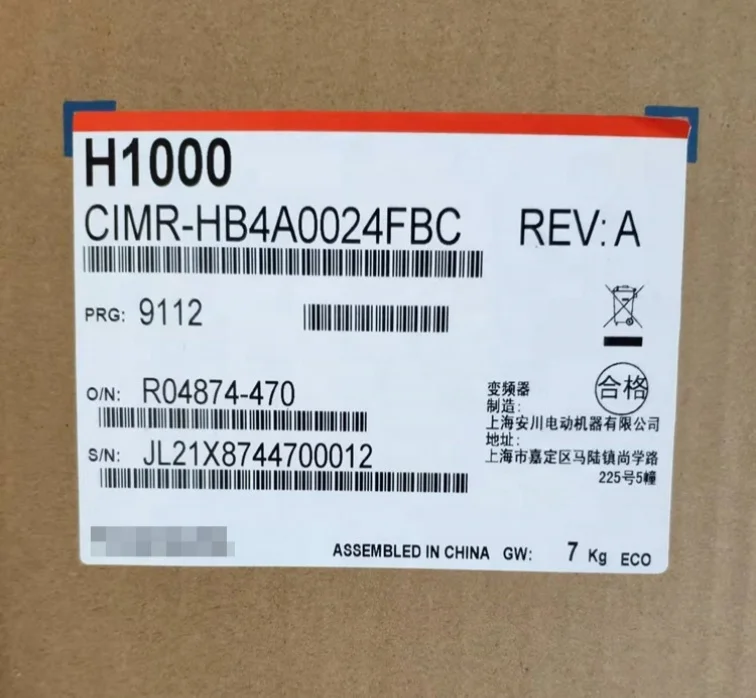 H1000
CIMR-HB4A0024FBC REV: A
PRG: 9112
O/N: R04874-470
S/N: JL21X8744700012
变频器
合格
制造:
上海安川电动机器有限公司
地址:
上海市嘉定区马陆镇尚学路
225号5幢
ASSEMBLED IN CHINA GW: 7 Kg ECO